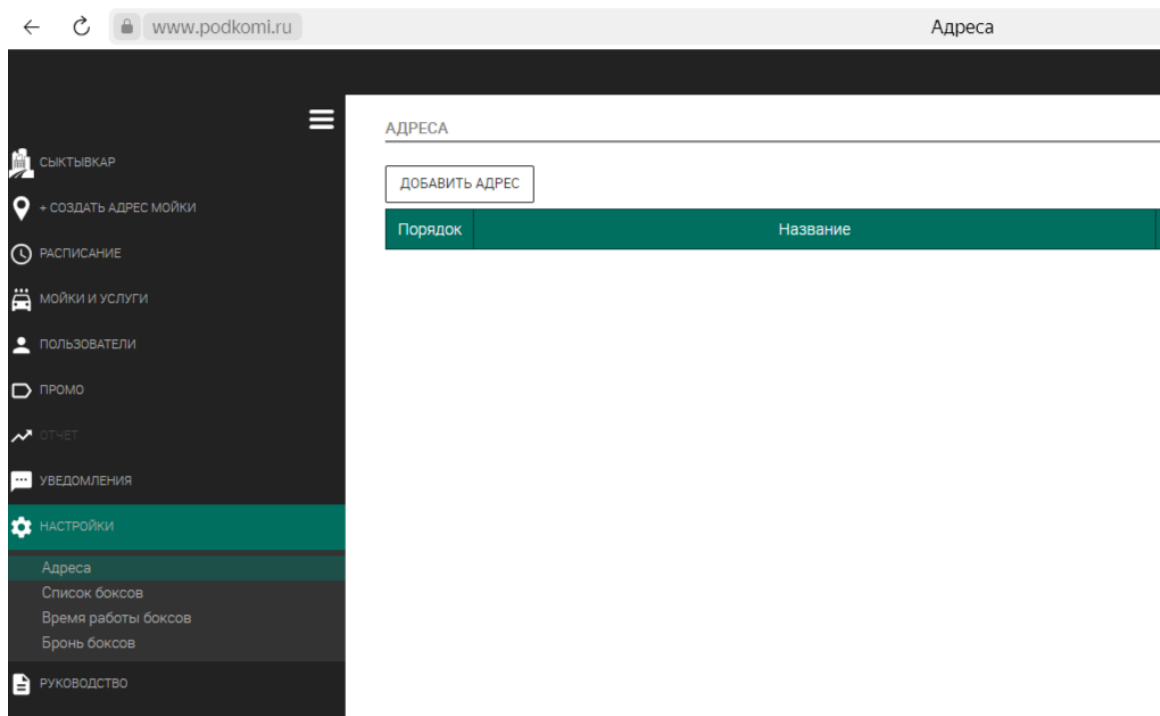 www.podkomi.ru
Адреса
АДРЕСА
ДОБАВИТЬ АДРЕС
Порядок
Название
СЫКТЫВКАР
+ СОЗДАТЬ АДРЕС МОЙКИ
РАСПИСАНИЕ
МОЙКИ И УСЛУГИ
ПОЛЬЗОВАТЕЛИ
ПРОМО
ОТЧЕТ
УВЕДОМЛЕНИЯ
НАСТРОЙКИ
Адреса
Список боксов
Время работы боксов
Бронь боксов
РУКОВОДСТВО